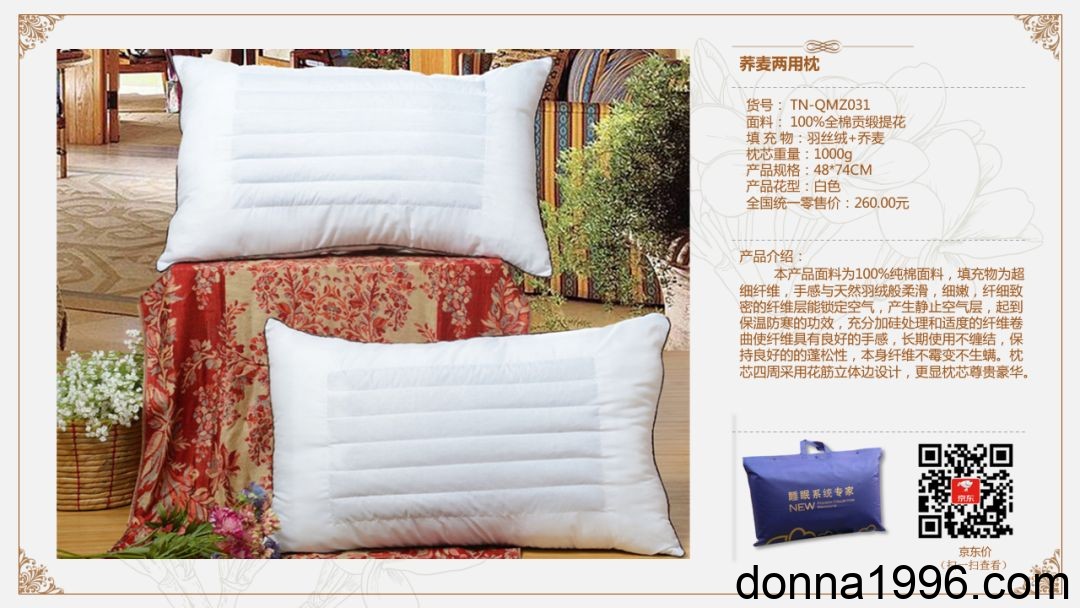 荞麦两用枕
货号： TN-QMZ031
面料： 100%全棉贡缎提花
填 充 物：羽丝绒+乔麦
枕芯重量：1000g
产品规格：48*74CM
产品花型：白色
全国统一零售价：260.00元
产品介绍：
本产品面料为100%纯棉面料，填充物为超
细纤维，手感与天然羽绒般柔滑，细嫩，纤细致
密的纤维层能锁定空气，产生静止空气层，起到
保温防寒的功效，充分加硅处理和适度的纤维卷
曲使纤维具有良好的手感，长期使用不缠结，保
持良好的的蓬松性，本身纤维不霉变不生螨。枕
芯四周采用花筋立体边设计，更显枕芯尊贵豪华。
睡眠系统专家
NEW
京东
京东价
（扫一扫查看）
donna1996.com